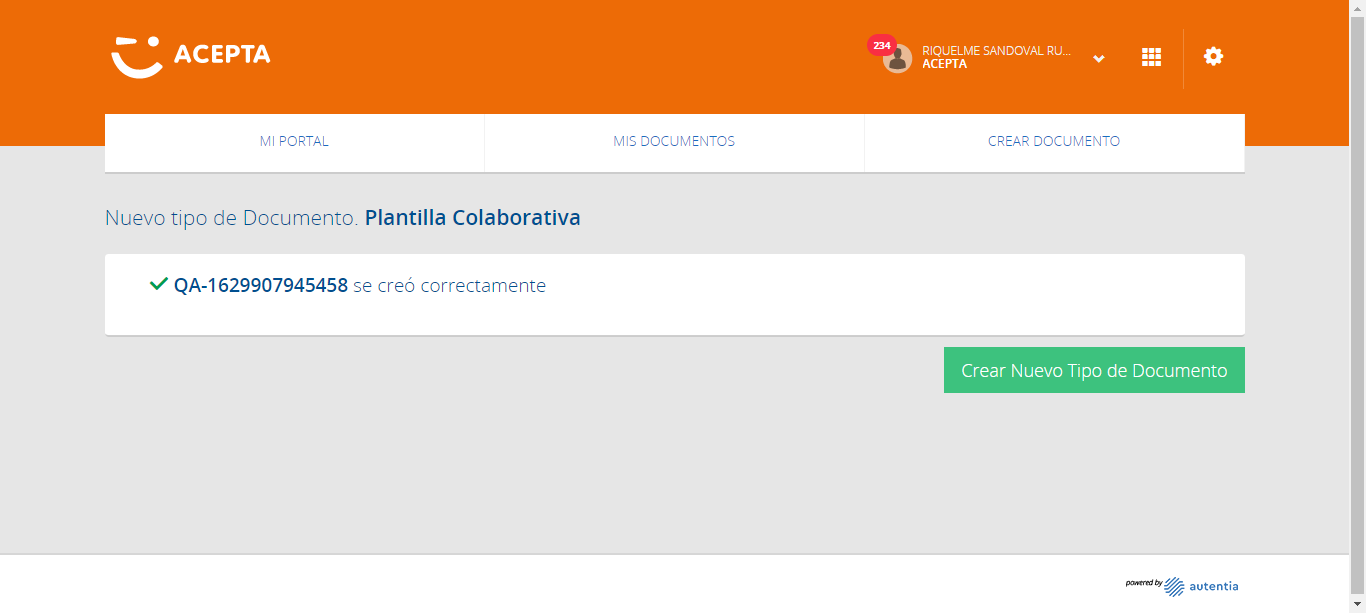 ACEPTA
234
RIQUELME SANDOVAL RU...
ACEPTA
MI PORTAL
MIS DOCUMENTOS
CREAR DOCUMENTO
Nuevo tipo de Documento. Plantilla Colaborativa
QA-1629907945458 se creó correctamente
Crear Nuevo Tipo de Documento
powered by autentia